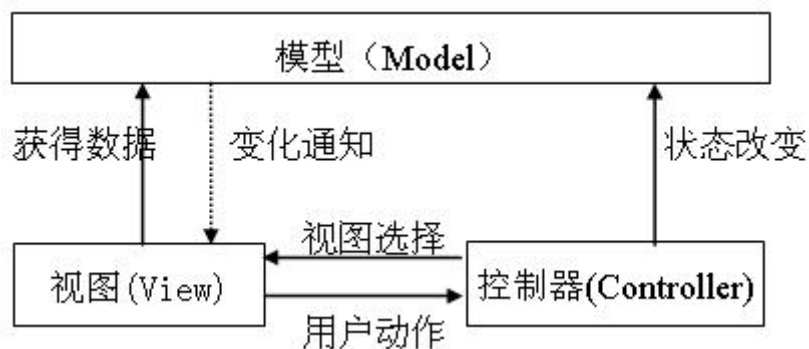 模型（Model）
获得数据
变化通知
状态改变
视图选择
视图(View)
控制器(Controller)
用户动作